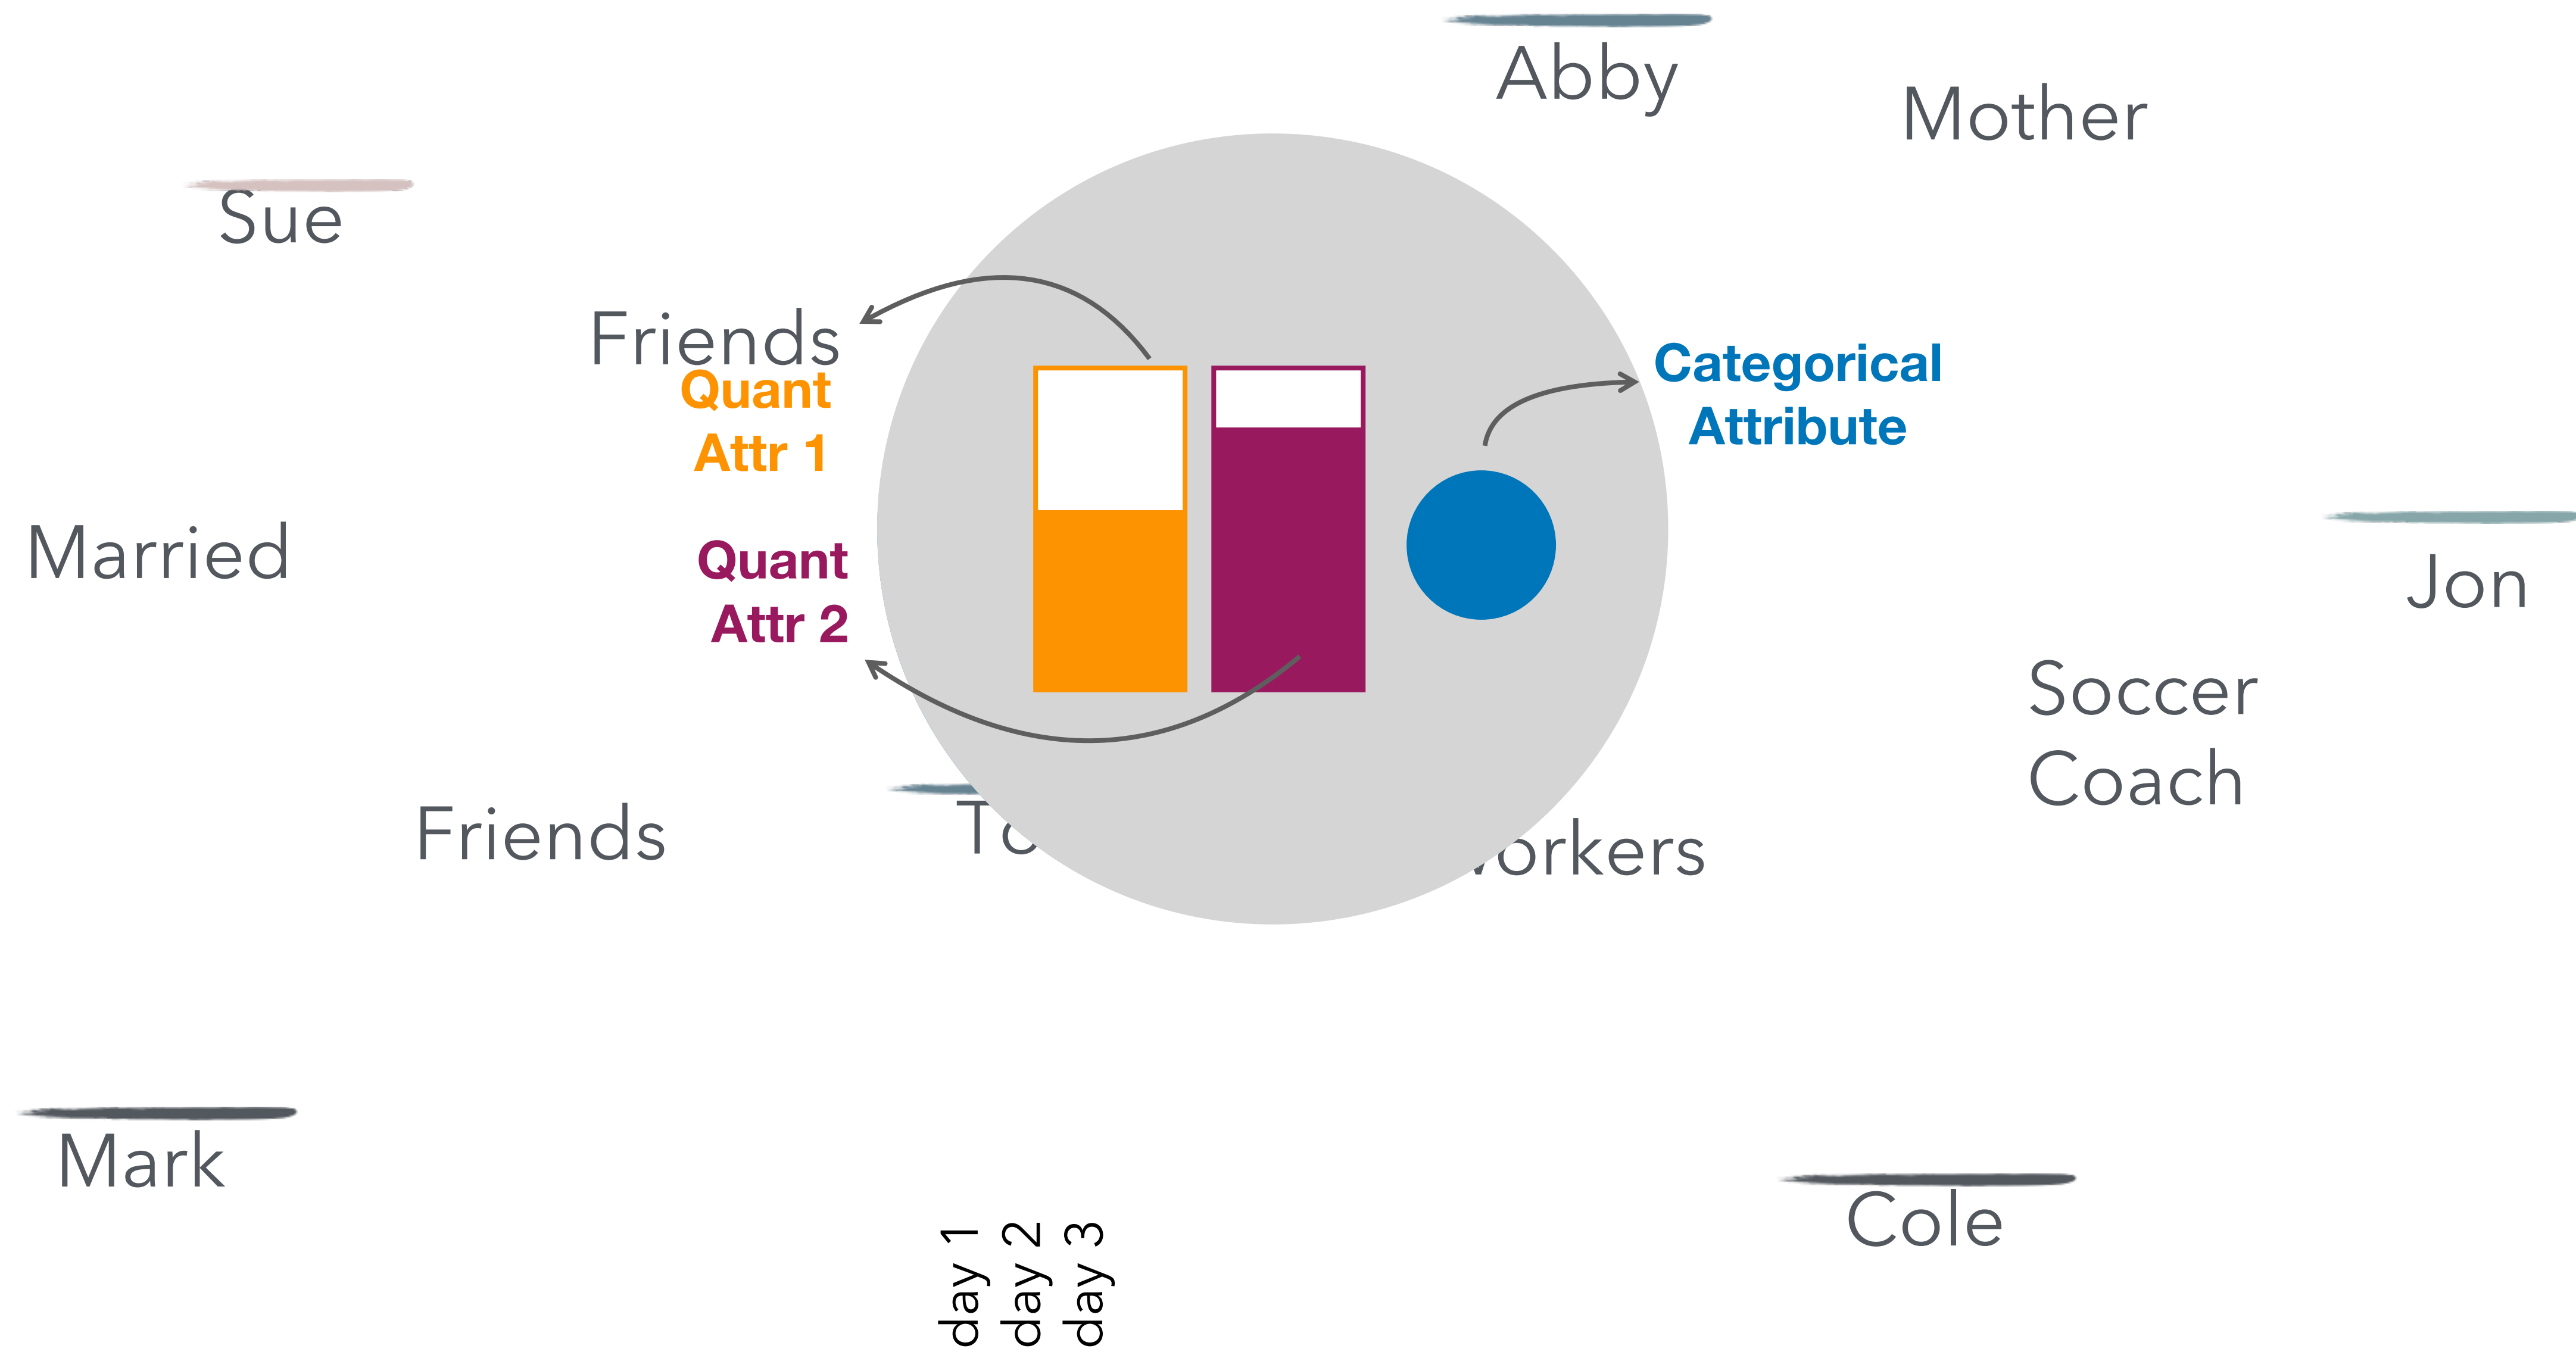 Abby
Mother
Sue
Friends
Quant
Attr 1
Categorical
Attribute
Married
Quant
Attr 2
Jon
Soccer
Coach
Friends
Mark
Cole
day 1
day 2
day 3